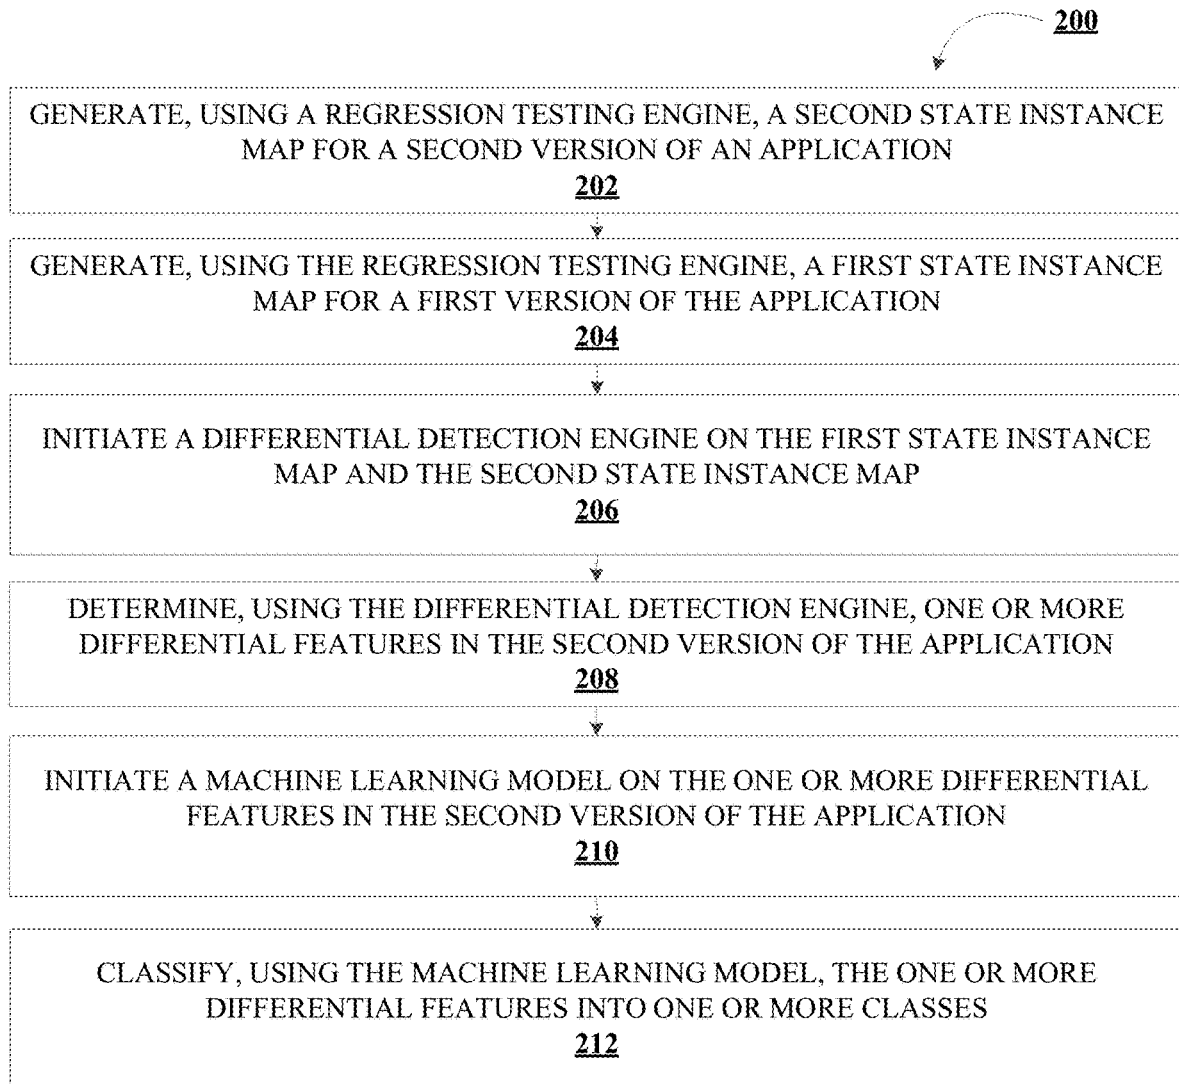 200
GENERATE, USING A REGRESSION TESTING ENGINE, A SECOND STATE INSTANCE
MAP FOR A SECOND VERSION OF AN APPLICATION
202
GENERATE, USING THE REGRESSION TESTING ENGINE, A FIRST STATE INSTANCE
MAP FOR A FIRST VERSION OF THE APPLICATION
204
INITIATE A DIFFERENTIAL DETECTION ENGINE ON THE FIRST STATE INSTANCE
MAP AND THE SECOND STATE INSTANCE MAP
206
DETERMINE, USING THE DIFFERENTIAL DETECTION ENGINE, ONE OR MORE
DIFFERENTIAL FEATURES IN THE SECOND VERSION OF THE APPLICATION
208
INITIATE A MACHINE LEARNING MODEL ON THE ONE OR MORE DIFFERENTIAL
FEATURES IN THE SECOND VERSION OF THE APPLICATION
210
CLASSIFY, USING THE MACHINE LEARNING MODEL, THE ONE OR MORE
DIFFERENTIAL FEATURES INTO ONE OR MORE CLASSES
212